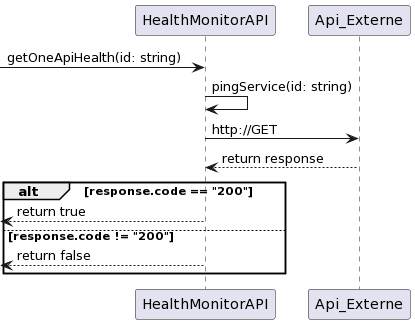 HealthMonitorAPI
Api_Externe
getOneApiHealth(id: string)
pingService(id: string)
http://GET
return response
alt
[response.code == "200"]
return true
[response.code != "200"]
return false
HealthMonitorAPI
Api_Externe